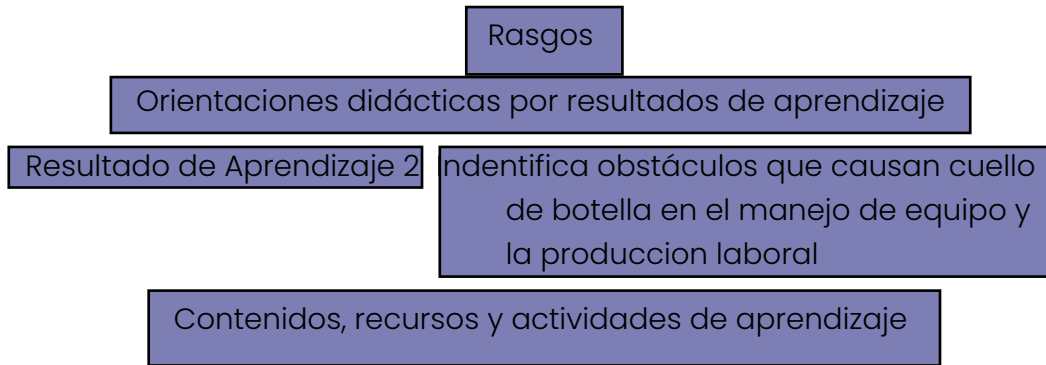 Rasgos
Orientaciones didácticas por resultados de aprendizaje
Resultado de Aprendizaje 2
Indentifica obstáculos que causan cuello
de botella en el manejo de equipo y
la produccion laboral
Contenidos, recursos y actividades de aprendizaje